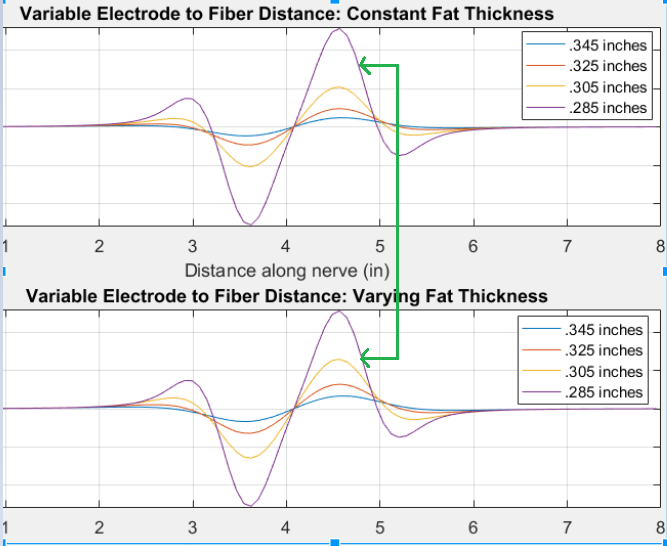 Variable Electrode to Fiber Distance: Constant Fat Thickness
.345 inches
.325 inches
.305 inches
.285 inches
1 2 3 4 5 6 7 8
Distance along nerve (in)
Variable Electrode to Fiber Distance: Varying Fat Thickness
.345 inches
.325 inches
.305 inches
.285 inches
1 2 3 4 5 6 7 8